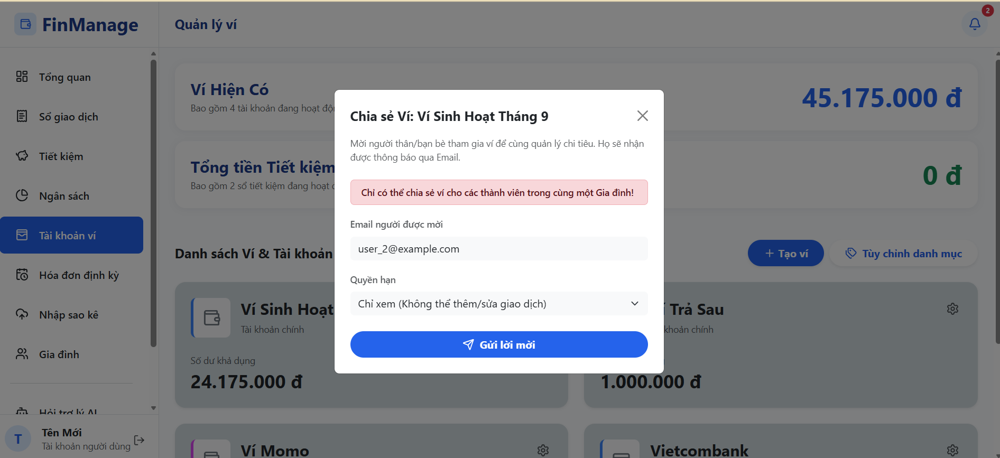 FinManage
Quản lý ví
2
Tổng quan
Sổ giao dịch
Tiết kiệm
Ngân sách
Tài khoản ví
Hóa đơn định kỳ
Nhập sao kê
Gia đình
Hỏi trợ lý AI
T
Tên Mới
Tài khoản người dùng
Ví Hiện Có
Bao gồm 4 tài khoản đang hoạt độn
45.175.000 đ
Tổng tiền Tiết kiệm
Bao gồm 2 sổ tiết kiệm đang hoạt
0 đ
Danh sách Ví & Tài khoản
Tạo ví
Tùy chỉnh danh mục
Ví Sinh Hoạt
Tài khoản chính
Số dư khả dụng
24.175.000 đ
Trả Sau
khoản chính
1.000.000 đ
Ví Momo
Vietcombank
Chia sẻ Ví: Ví Sinh Hoạt Tháng 9
Mời người thân/bạn bè tham gia ví để cùng quản lý chi tiêu. Họ sẽ nhận
được thông báo qua Email.
Chỉ có thể chia sẻ ví cho các thành viên trong cùng một Gia đình!
Email người được mời
user_2@example.com
Quyền hạn
Chỉ xem (Không thể thêm/sửa giao dịch)
Gửi lời mời